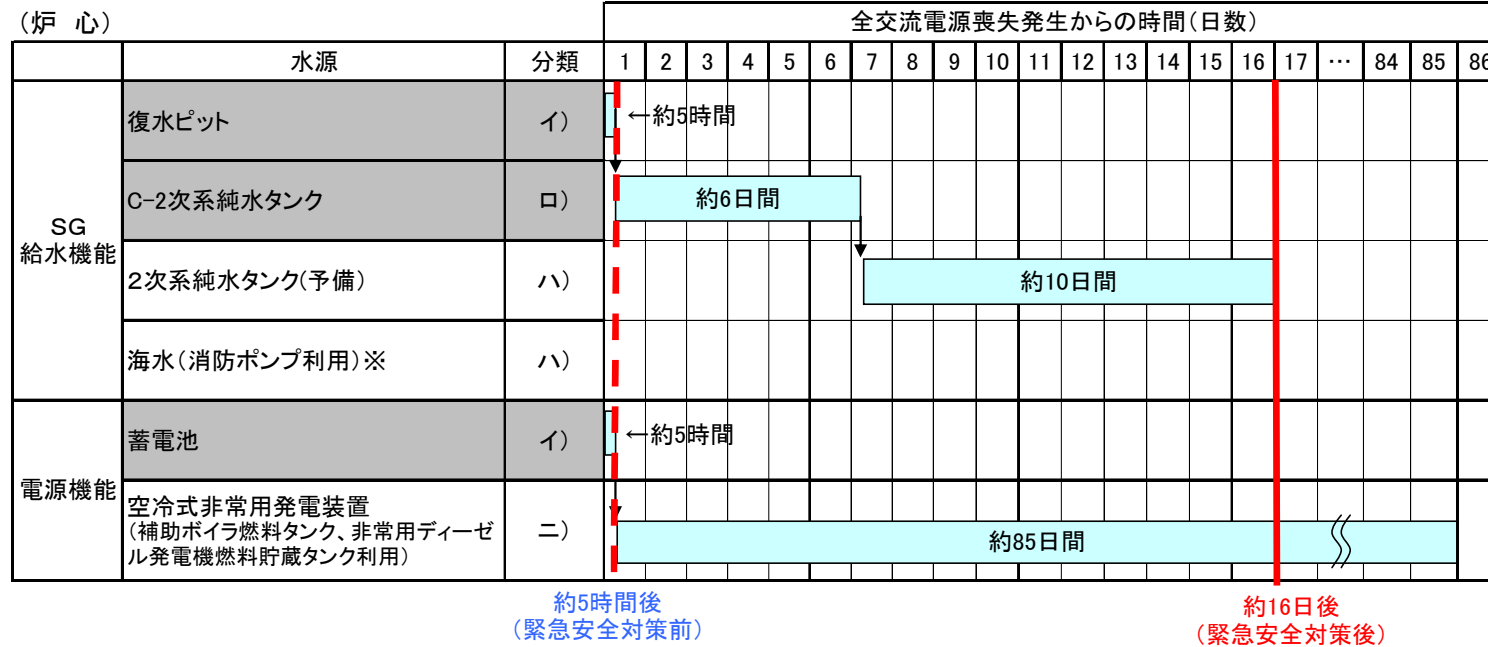 （炉　心）
全交流電源喪失発生からの時間（日数）
水源 分類 1 2 3 4 5 6 7 8 9 10 11 12 13 14 15 16 17 … 84 85 86
SG
給水機能
復水ピット イ） ←約5時間
C-2次系純水タンク ロ） 約6日間
２次系純水タンク(予備） ハ） 約10日間
海水（消防ポンプ利用）※ ハ）
電源機能
蓄電池 イ） ←約5時間
空冷式非常用発電装置
（補助ボイラ燃料タンク、非常用ディーゼ
ル発電機燃料貯蔵タンク利用） ニ） 約85日間
約5時間後
（緊急安全対策前）
約16日後
（緊急安全対策後）